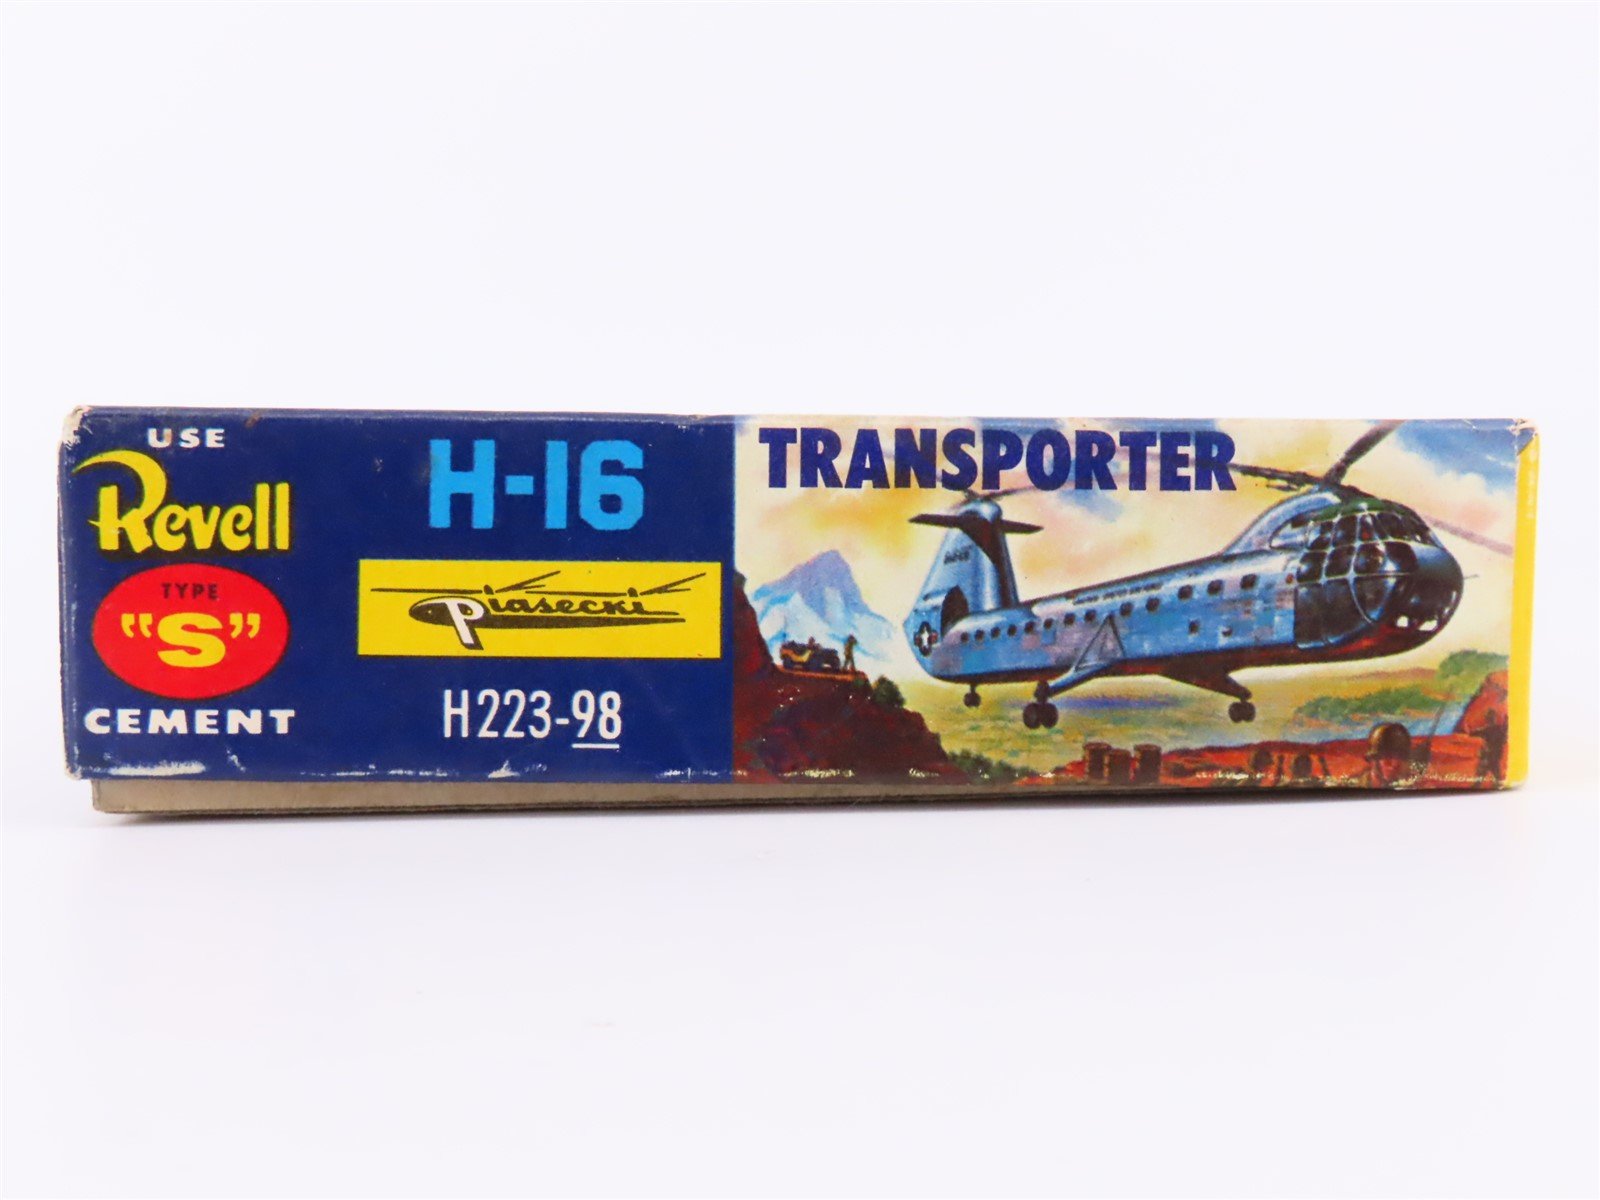 USE
Revell
TYPE
"S"
CEMENT
H-16
Piasecki
H223-98
TRANSPORTER